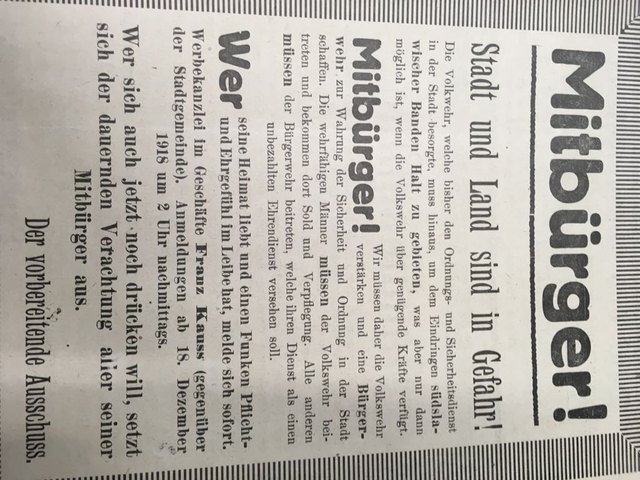 Mitbürger!
Stadt und Land sind in Gefahr!
Die Volkwehr, welche bisher den Ordnungs- und Sicherheitsdienst
in der Stadt besorgte, muss hinaus, um dem Eindringen südsla-
wischer Banden Halt zu gebieten, was aber nur dann
möglich ist, wenn die Volkswehr über genügende Kräfte verfügt.
Mitbürger! Wir müssen daher die Volkswehr
verstärken und eine Bürger-
wehr zur Wahrung der Sicherheit und Ordnung in der Stadt
schaffen. Die wehrfähigen Männer müssen der Volkswehr bei-
treten und bekommen dort Sold und Verpflegung. Alle anderen
müssen der Bürgerwehr beitreten, welche ihren Dienst als einen
unbezahlten Ehrendienst versehen soll.
Wer seine Heimat liebt und einen Funken Pflicht-
und Ehrgefühl im Leibe hat, melde sich sofort.
Werbekanzlei im Geschäfte Franz Kauss (gegenüber
der Stadtgemeinde). Anmeldungen ab 18. Dezember
1918 um 2 Uhr nachmittags.
Wer sich auch jetzt noch drücken will, setzt
sich der dauernden Verachtung aller seiner
Mitbürger aus.
Der vorbereitende Ausschuss.